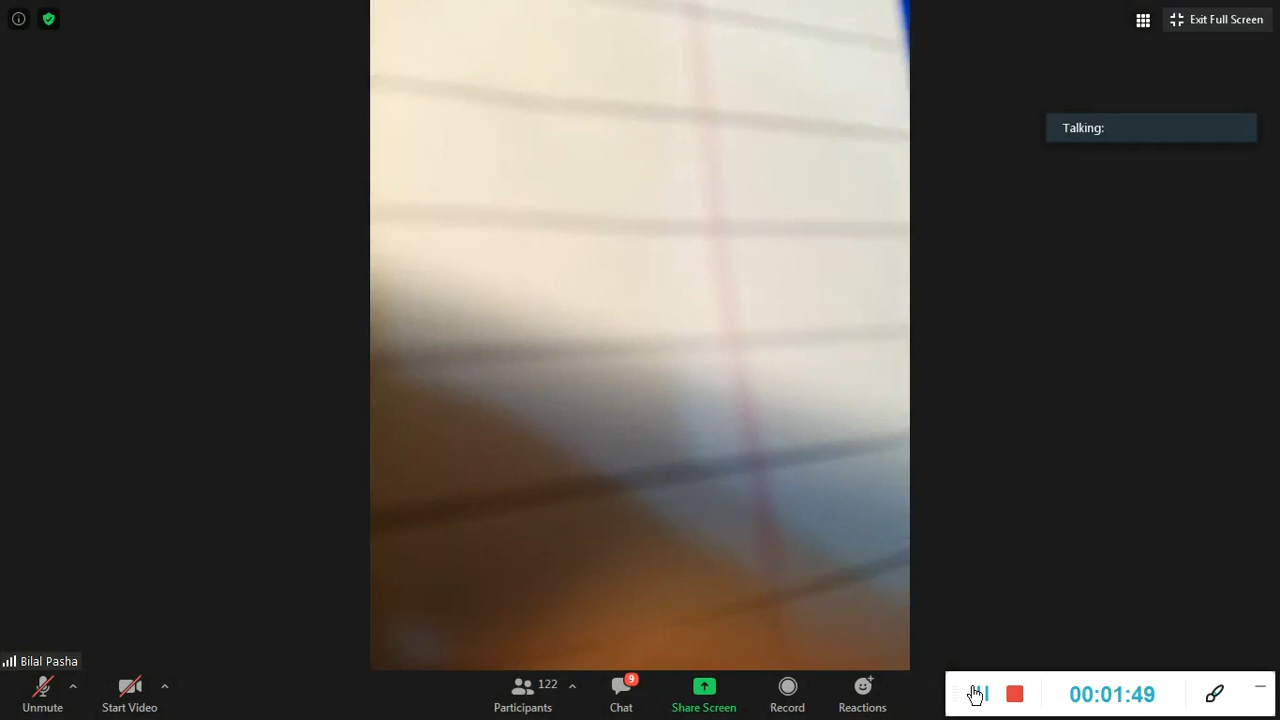 Exit Full Screen
Talking:
Bilal Pasha
Unmute
Start Video
122
Participants
9
Chat
Share Screen
Record
Reactions
00:01:49